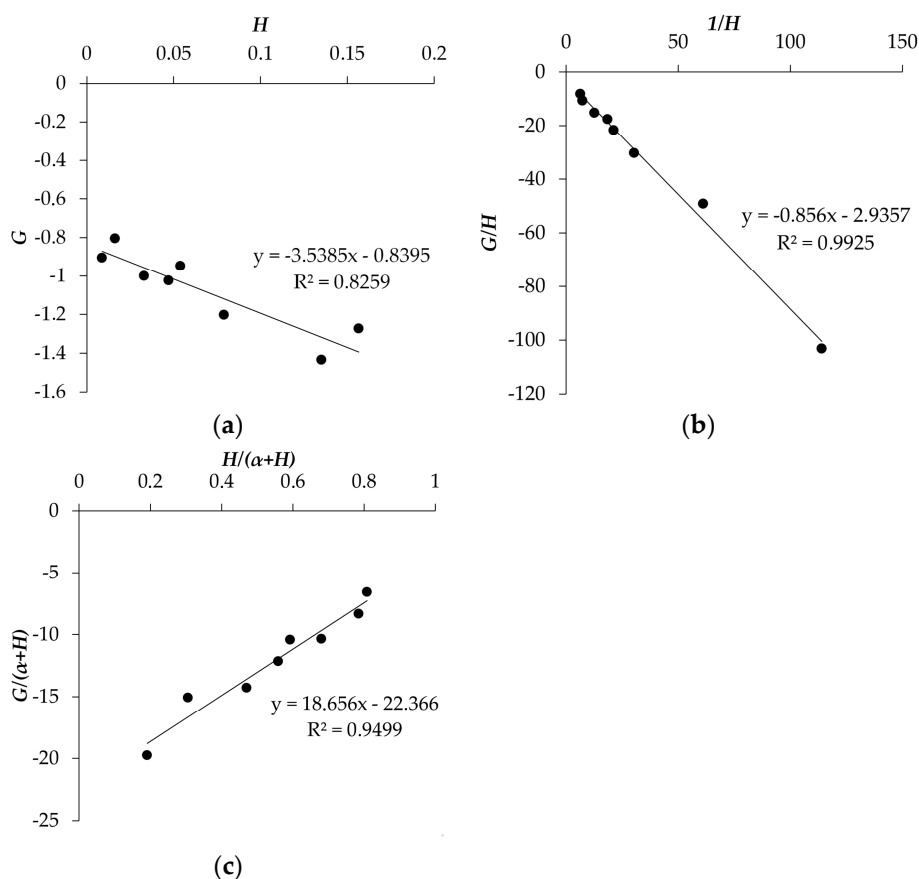 H
0 0.05 0.1 0.15 0.2
0
-0.2
-0.4
-0.6
-0.8
-1
-1.2
-1.4
-1.6
G
y = -3.5385x - 0.8395
R² = 0.8259
(a)
1/H
0 50 100 150
0
-20
-40
-60
-80
-100
-120
G/H
y = -0.856x - 2.9357
R² = 0.9925
(b)
H/(α+H)
0 0.2 0.4 0.6 0.8 1
0
-5
-10
-15
-20
-25
G/(α+H)
y = 18.656x - 22.366
R² = 0.9499
(c)